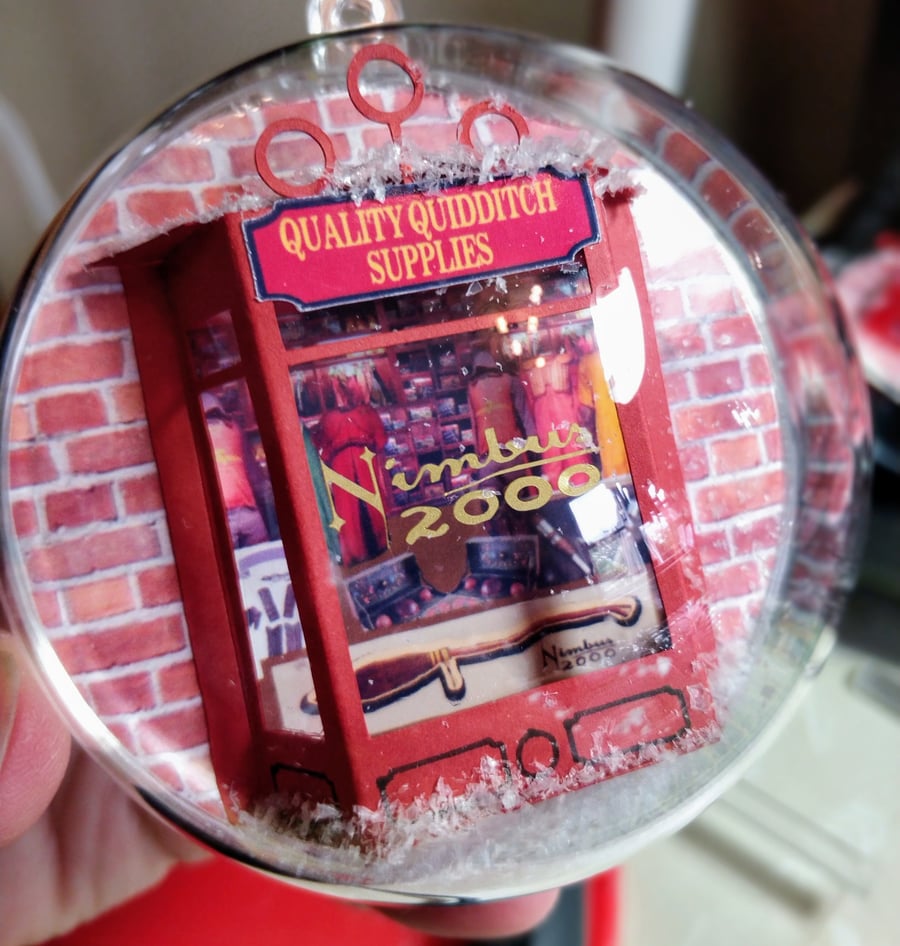 QUALITY QUIDDITCH
SUPPLIES
Nimbus
2000
Nimbus
2000